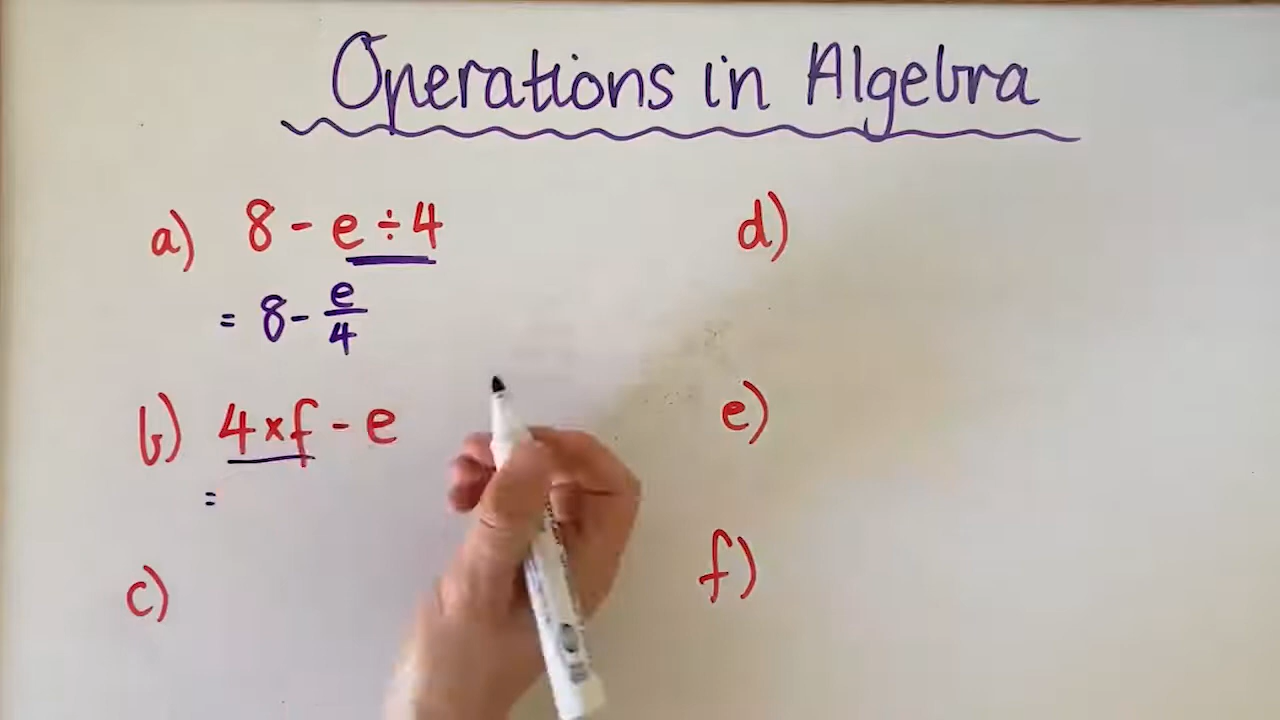 Operations in Algebra
a) 8 - e ÷ 4
= 8 - e/4
b) 4 × f - e
=
c)
d)
e)
f)